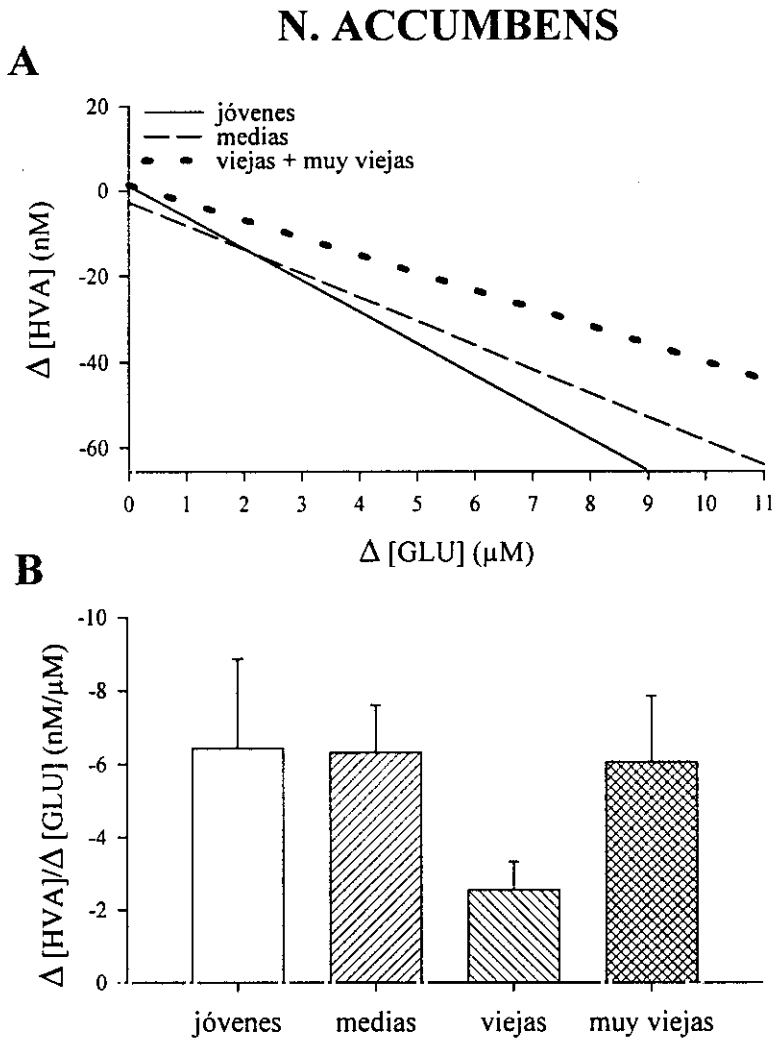 N. ACCUMBENS
A
jóvenes
medias
viejas + muy viejas
20
0
-20
-40
-60
Δ [HVA] (nM)
0 1 2 3 4 5 6 7 8 9 10 11
Δ [GLU] (μM)
B
-10
-8
-6
-4
-2
0
Δ [HVA]/Δ [GLU] (nM/μM)
jóvenes medias viejas muy viejas